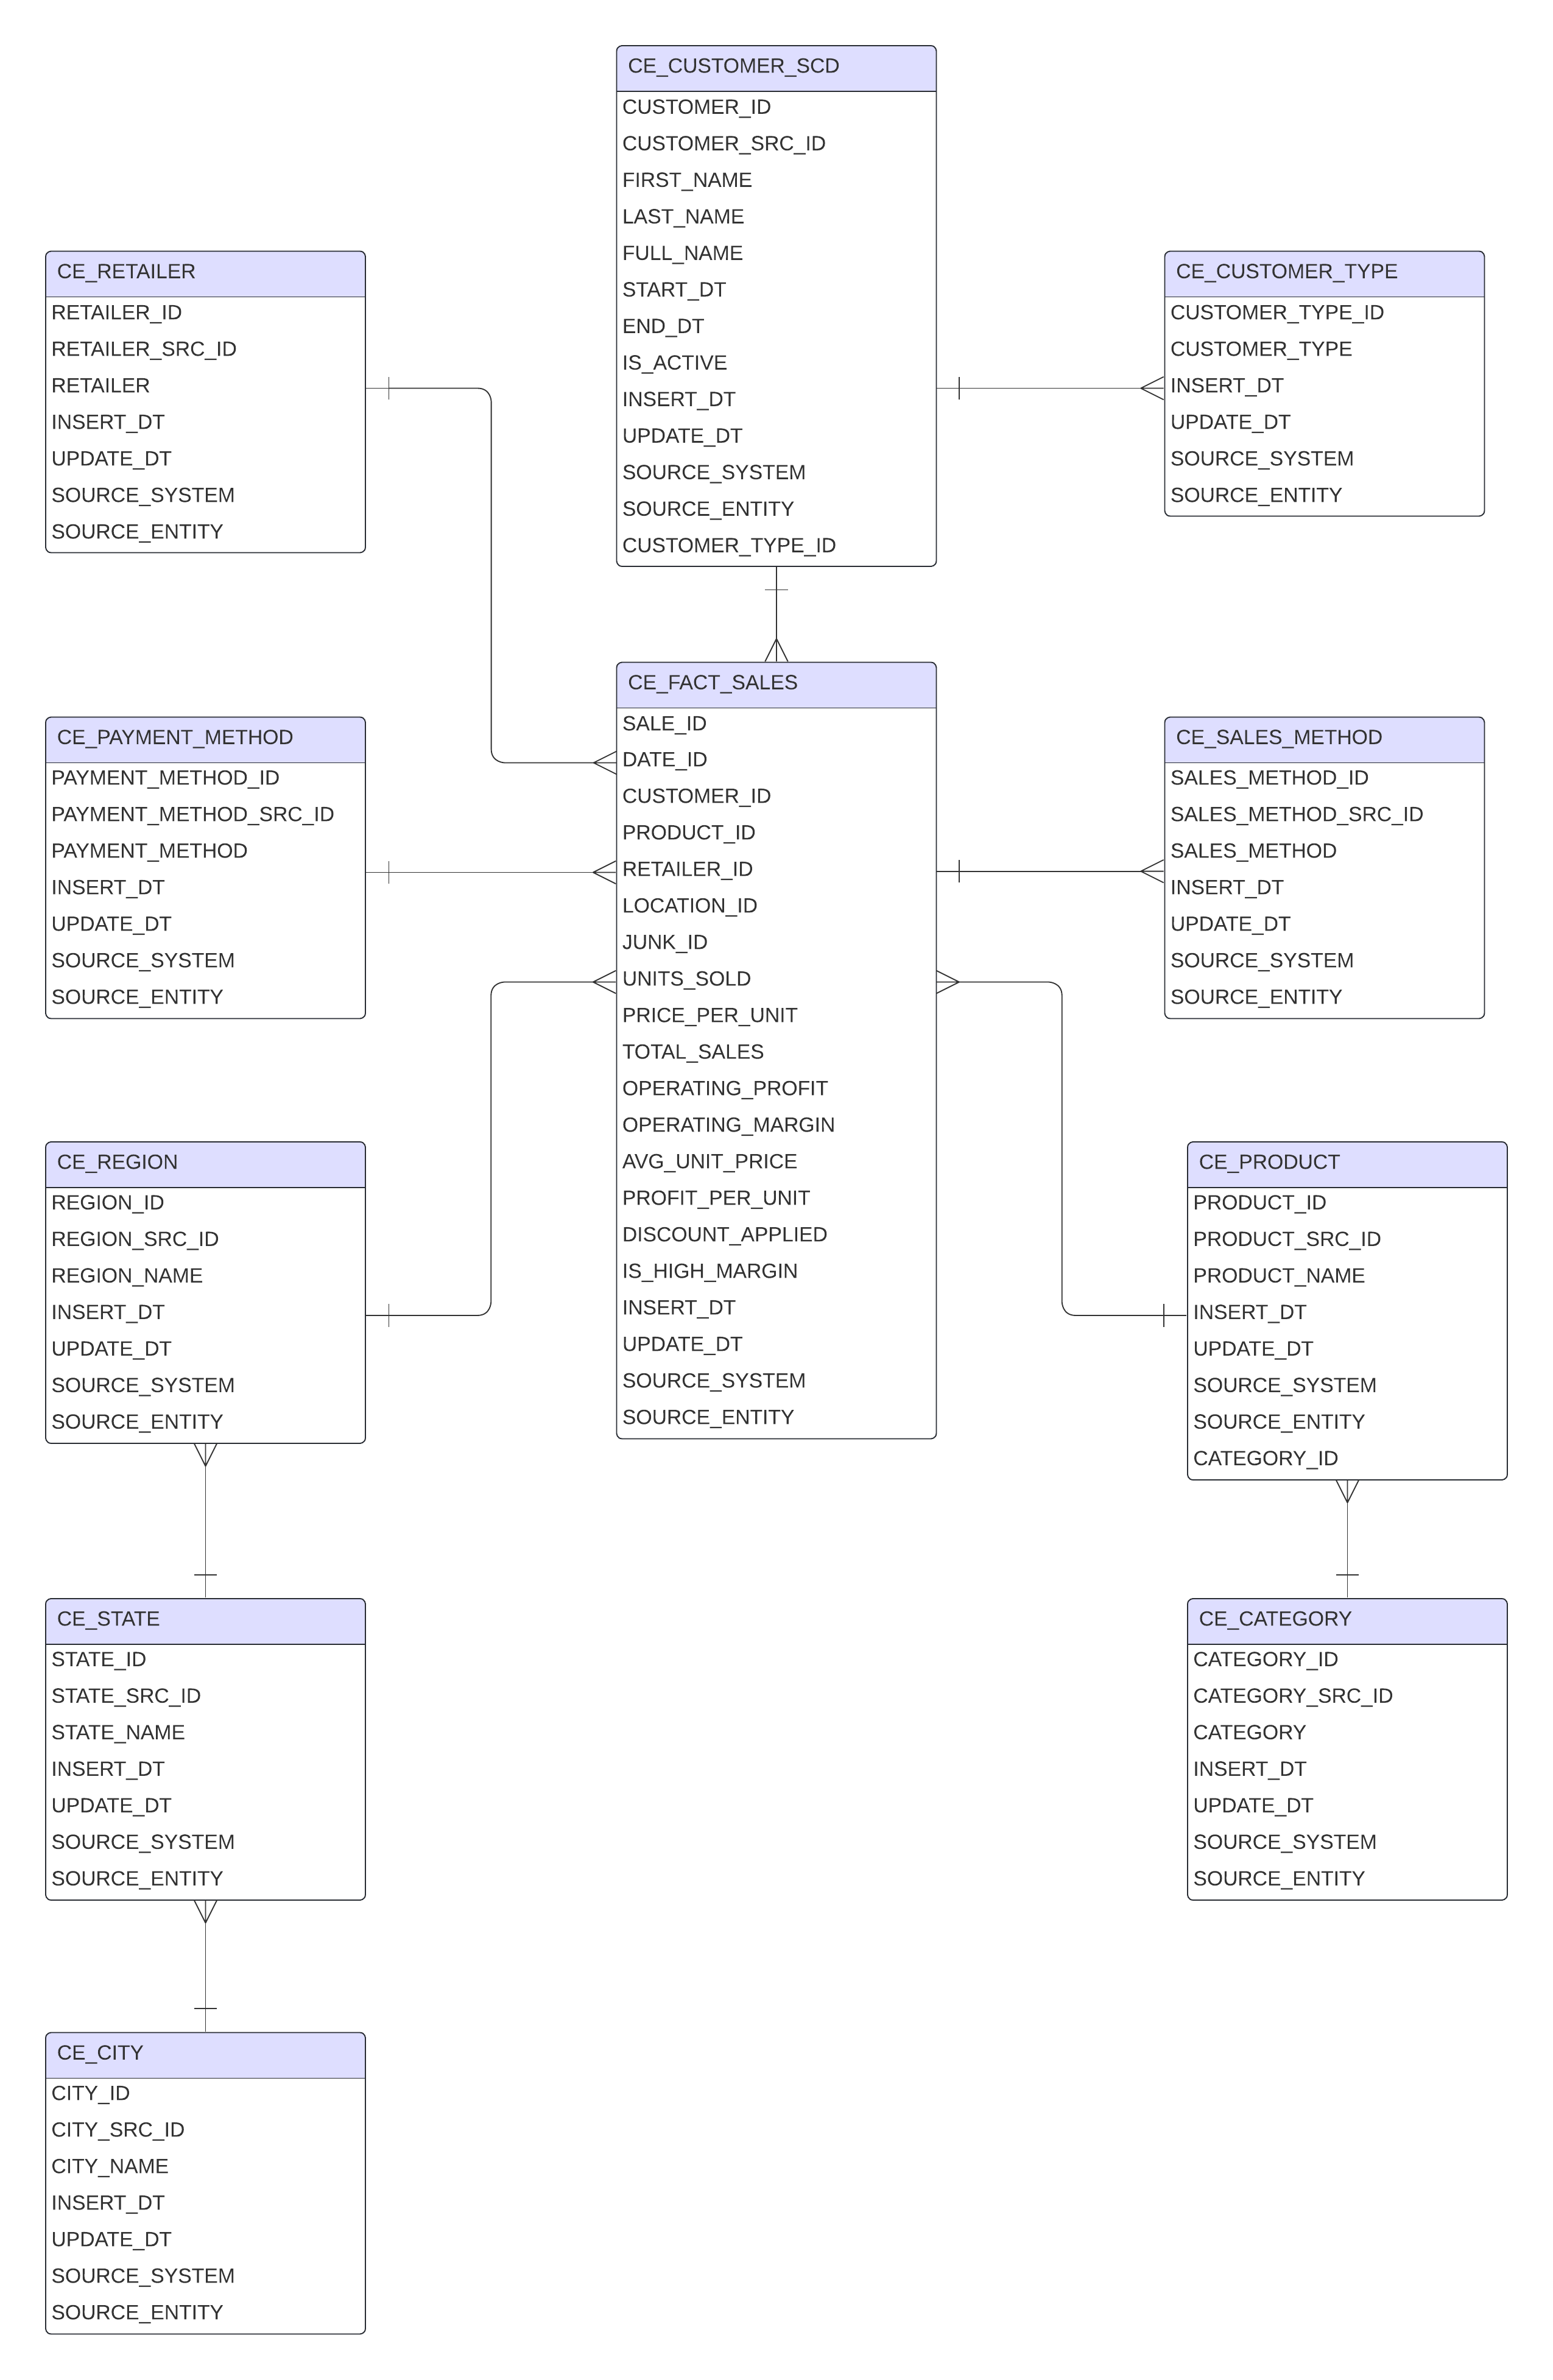 CE_CUSTOMER_SCD
CUSTOMER_ID
CUSTOMER_SRC_ID
FIRST_NAME
LAST_NAME
FULL_NAME
START_DT
END_DT
IS_ACTIVE
INSERT_DT
UPDATE_DT
SOURCE_SYSTEM
SOURCE_ENTITY
CUSTOMER_TYPE_ID
CE_RETAILER
RETAILER_ID
RETAILER_SRC_ID
RETAILER
INSERT_DT
UPDATE_DT
SOURCE_SYSTEM
SOURCE_ENTITY
CE_CUSTOMER_TYPE
CUSTOMER_TYPE_ID
CUSTOMER_TYPE
INSERT_DT
UPDATE_DT
SOURCE_SYSTEM
SOURCE_ENTITY
CE_FACT_SALES
SALE_ID
DATE_ID
CUSTOMER_ID
PRODUCT_ID
RETAILER_ID
LOCATION_ID
JUNK_ID
UNITS_SOLD
PRICE_PER_UNIT
TOTAL_SALES
OPERATING_PROFIT
OPERATING_MARGIN
AVG_UNIT_PRICE
PROFIT_PER_UNIT
DISCOUNT_APPLIED
IS_HIGH_MARGIN
INSERT_DT
UPDATE_DT
SOURCE_SYSTEM
SOURCE_ENTITY
CE_PAYMENT_METHOD
PAYMENT_METHOD_ID
PAYMENT_METHOD_SRC_ID
PAYMENT_METHOD
INSERT_DT
UPDATE_DT
SOURCE_SYSTEM
SOURCE_ENTITY
CE_SALES_METHOD
SALES_METHOD_ID
SALES_METHOD_SRC_ID
SALES_METHOD
INSERT_DT
UPDATE_DT
SOURCE_SYSTEM
SOURCE_ENTITY
CE_REGION
REGION_ID
REGION_SRC_ID
REGION_NAME
INSERT_DT
UPDATE_DT
SOURCE_SYSTEM
SOURCE_ENTITY
CE_PRODUCT
PRODUCT_ID
PRODUCT_SRC_ID
PRODUCT_NAME
INSERT_DT
UPDATE_DT
SOURCE_SYSTEM
SOURCE_ENTITY
CATEGORY_ID
CE_STATE
STATE_ID
STATE_SRC_ID
STATE_NAME
INSERT_DT
UPDATE_DT
SOURCE_SYSTEM
SOURCE_ENTITY
CE_CATEGORY
CATEGORY_ID
CATEGORY_SRC_ID
CATEGORY
INSERT_DT
UPDATE_DT
SOURCE_SYSTEM
SOURCE_ENTITY
CE_CITY
CITY_ID
CITY_SRC_ID
CITY_NAME
INSERT_DT
UPDATE_DT
SOURCE_SYSTEM
SOURCE_ENTITY